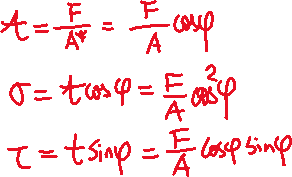 t = F/A* = F/A cosφ
σ = t cosφ = F/A cos²φ
τ = t sinφ = F/A cosφ sinφ